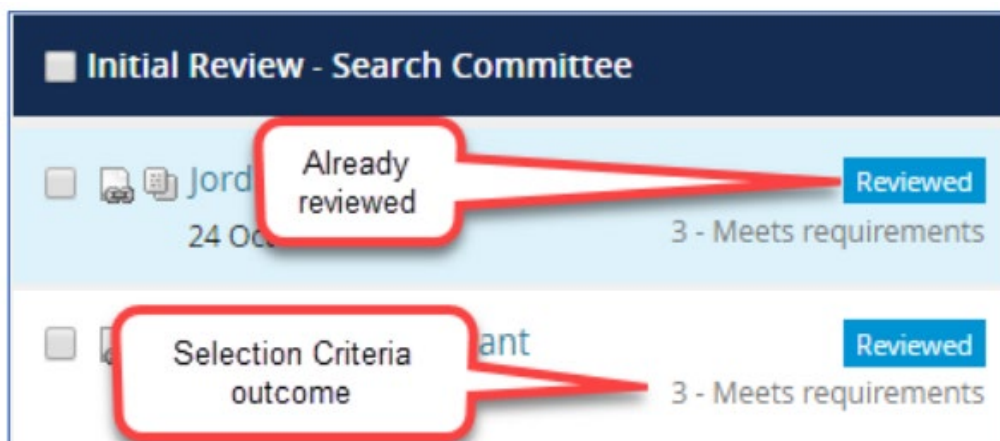 Initial Review - Search Committee
Already
reviewed
Jord
Reviewed
24 Oc
3 - Meets requirements
Selection Criteria
outcome
ant
Reviewed
3 - Meets requirements